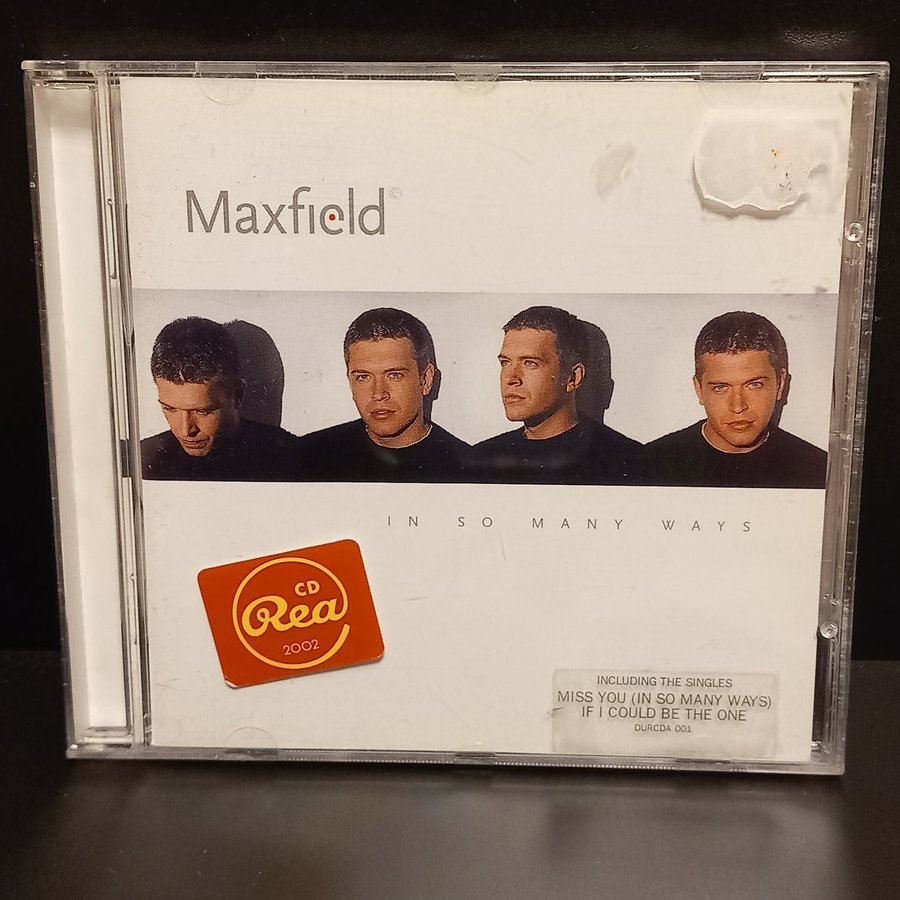 Maxfield©
IN SO MANY WAYS
CD
Rea
2002
INCLUDING THE SINGLES
MISS YOU (IN SO MANY WAYS)
IF I COULD BE THE ONE
DURCDA 001